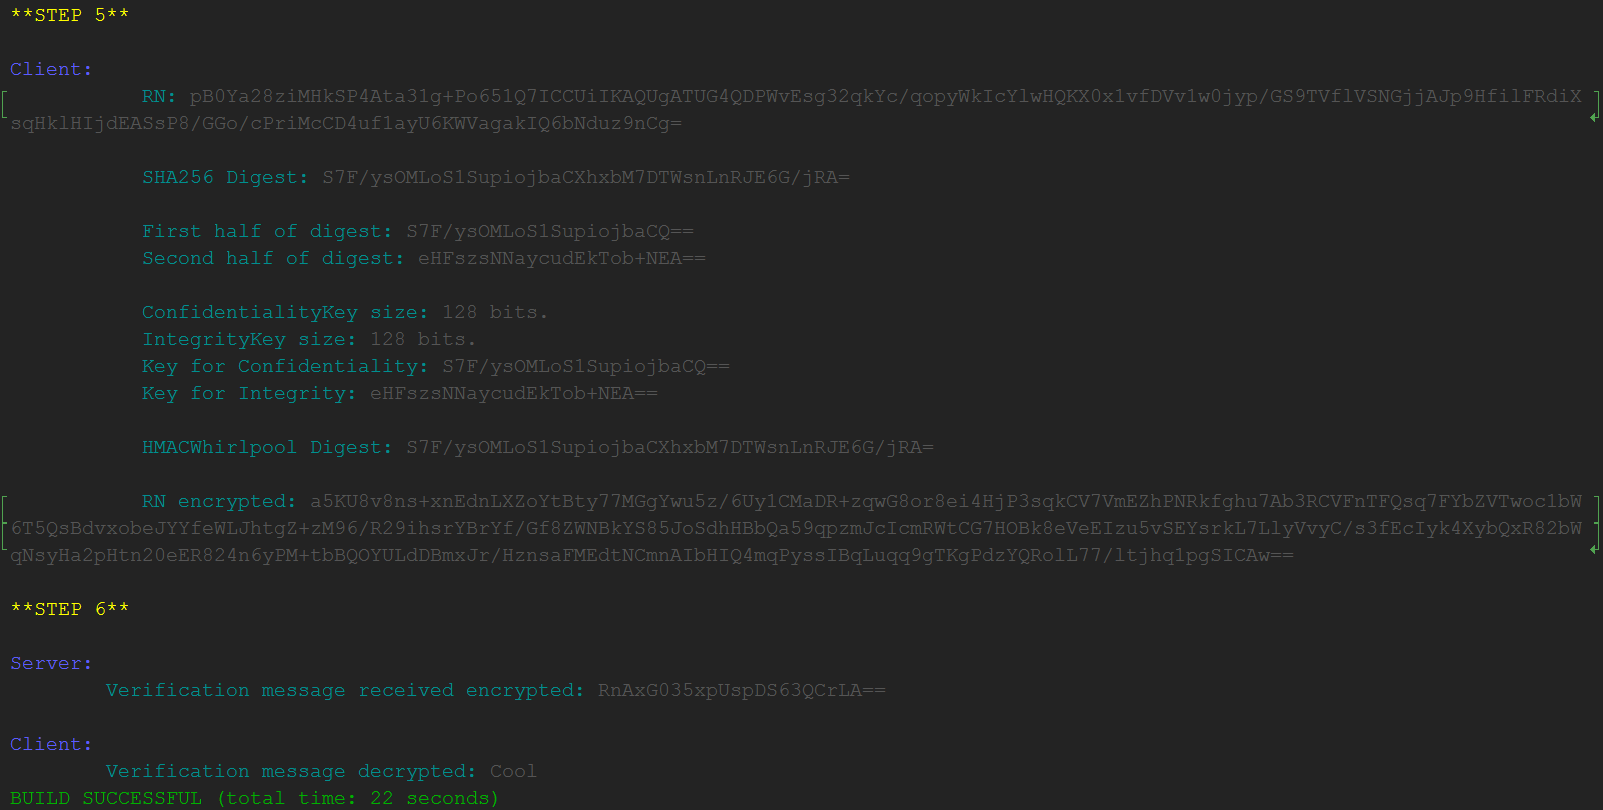 **STEP 5**
Client:
RN: pB0Ya28ziMHkSP4Ata31g+Po651Q7ICCUiIKAQUgATUG4QDPWvEsg32qkYc/qopyWkIcYlwHQKX0x1vfDVv1w0jyp/GS9TVflVSNGjjAJp9HfilFRdiX
sqHklHIjdEASsP8/GGo/cPriMcCD4uf1ayU6KWVagakIQ6bNduz9nCg=
SHA256 Digest: S7F/ysOMLoS1SupiojbaCXhxbM7DTWsnLnRJE6G/jRA=
First half of digest: S7F/ysOMLoS1SupiojbaCQ==
Second half of digest: eHFszsNNaycudEkTob+NEA==
ConfidentialityKey size: 128 bits.
IntegrityKey size: 128 bits.
Key for Confidentiality: S7F/ysOMLoS1SupiojbaCQ==
Key for Integrity: eHFszsNNaycudEkTob+NEA==
HMACWhirlpool Digest: S7F/ysOMLoS1SupiojbaCXhxbM7DTWsnLnRJE6G/jRA=
RN encrypted: a5KU8v8ns+xnEdnLXZoYtBty77MGgYwu5z/6Uy1CMaDR+zqwG8or8ei4HjP3sqkCV7VmEZhPNRkfghu7Ab3RCVFnTFQsq7FYbZVTwoc1bW
6T5QsBdvxobeJYYfeWLJhtgZ+zM96/R29ihsrYBrYf/Gf8ZWNBkYS85JoSdhHBbQa59qpzmJcIcmRWtCG7HOBk8eVeEIzu5vSEYsrkL7LlyVvyC/s3fEcIyk4XybQxR82bW
qNsyHa2pHtn20eER824n6yPM+tbBQOYULdDBmxJr/HznsaFMEdtNCmnAIbHIQ4mqPyssIBqLuqq9gTKgPdzYQRolL77/ltjhq1pgSICAw==
**STEP 6**
Server:
Verification message received encrypted: RnAxG035xpUspDS63QCrLA==
Client:
Verification message decrypted: Cool
BUILD SUCCESSFUL (total time: 22 seconds)